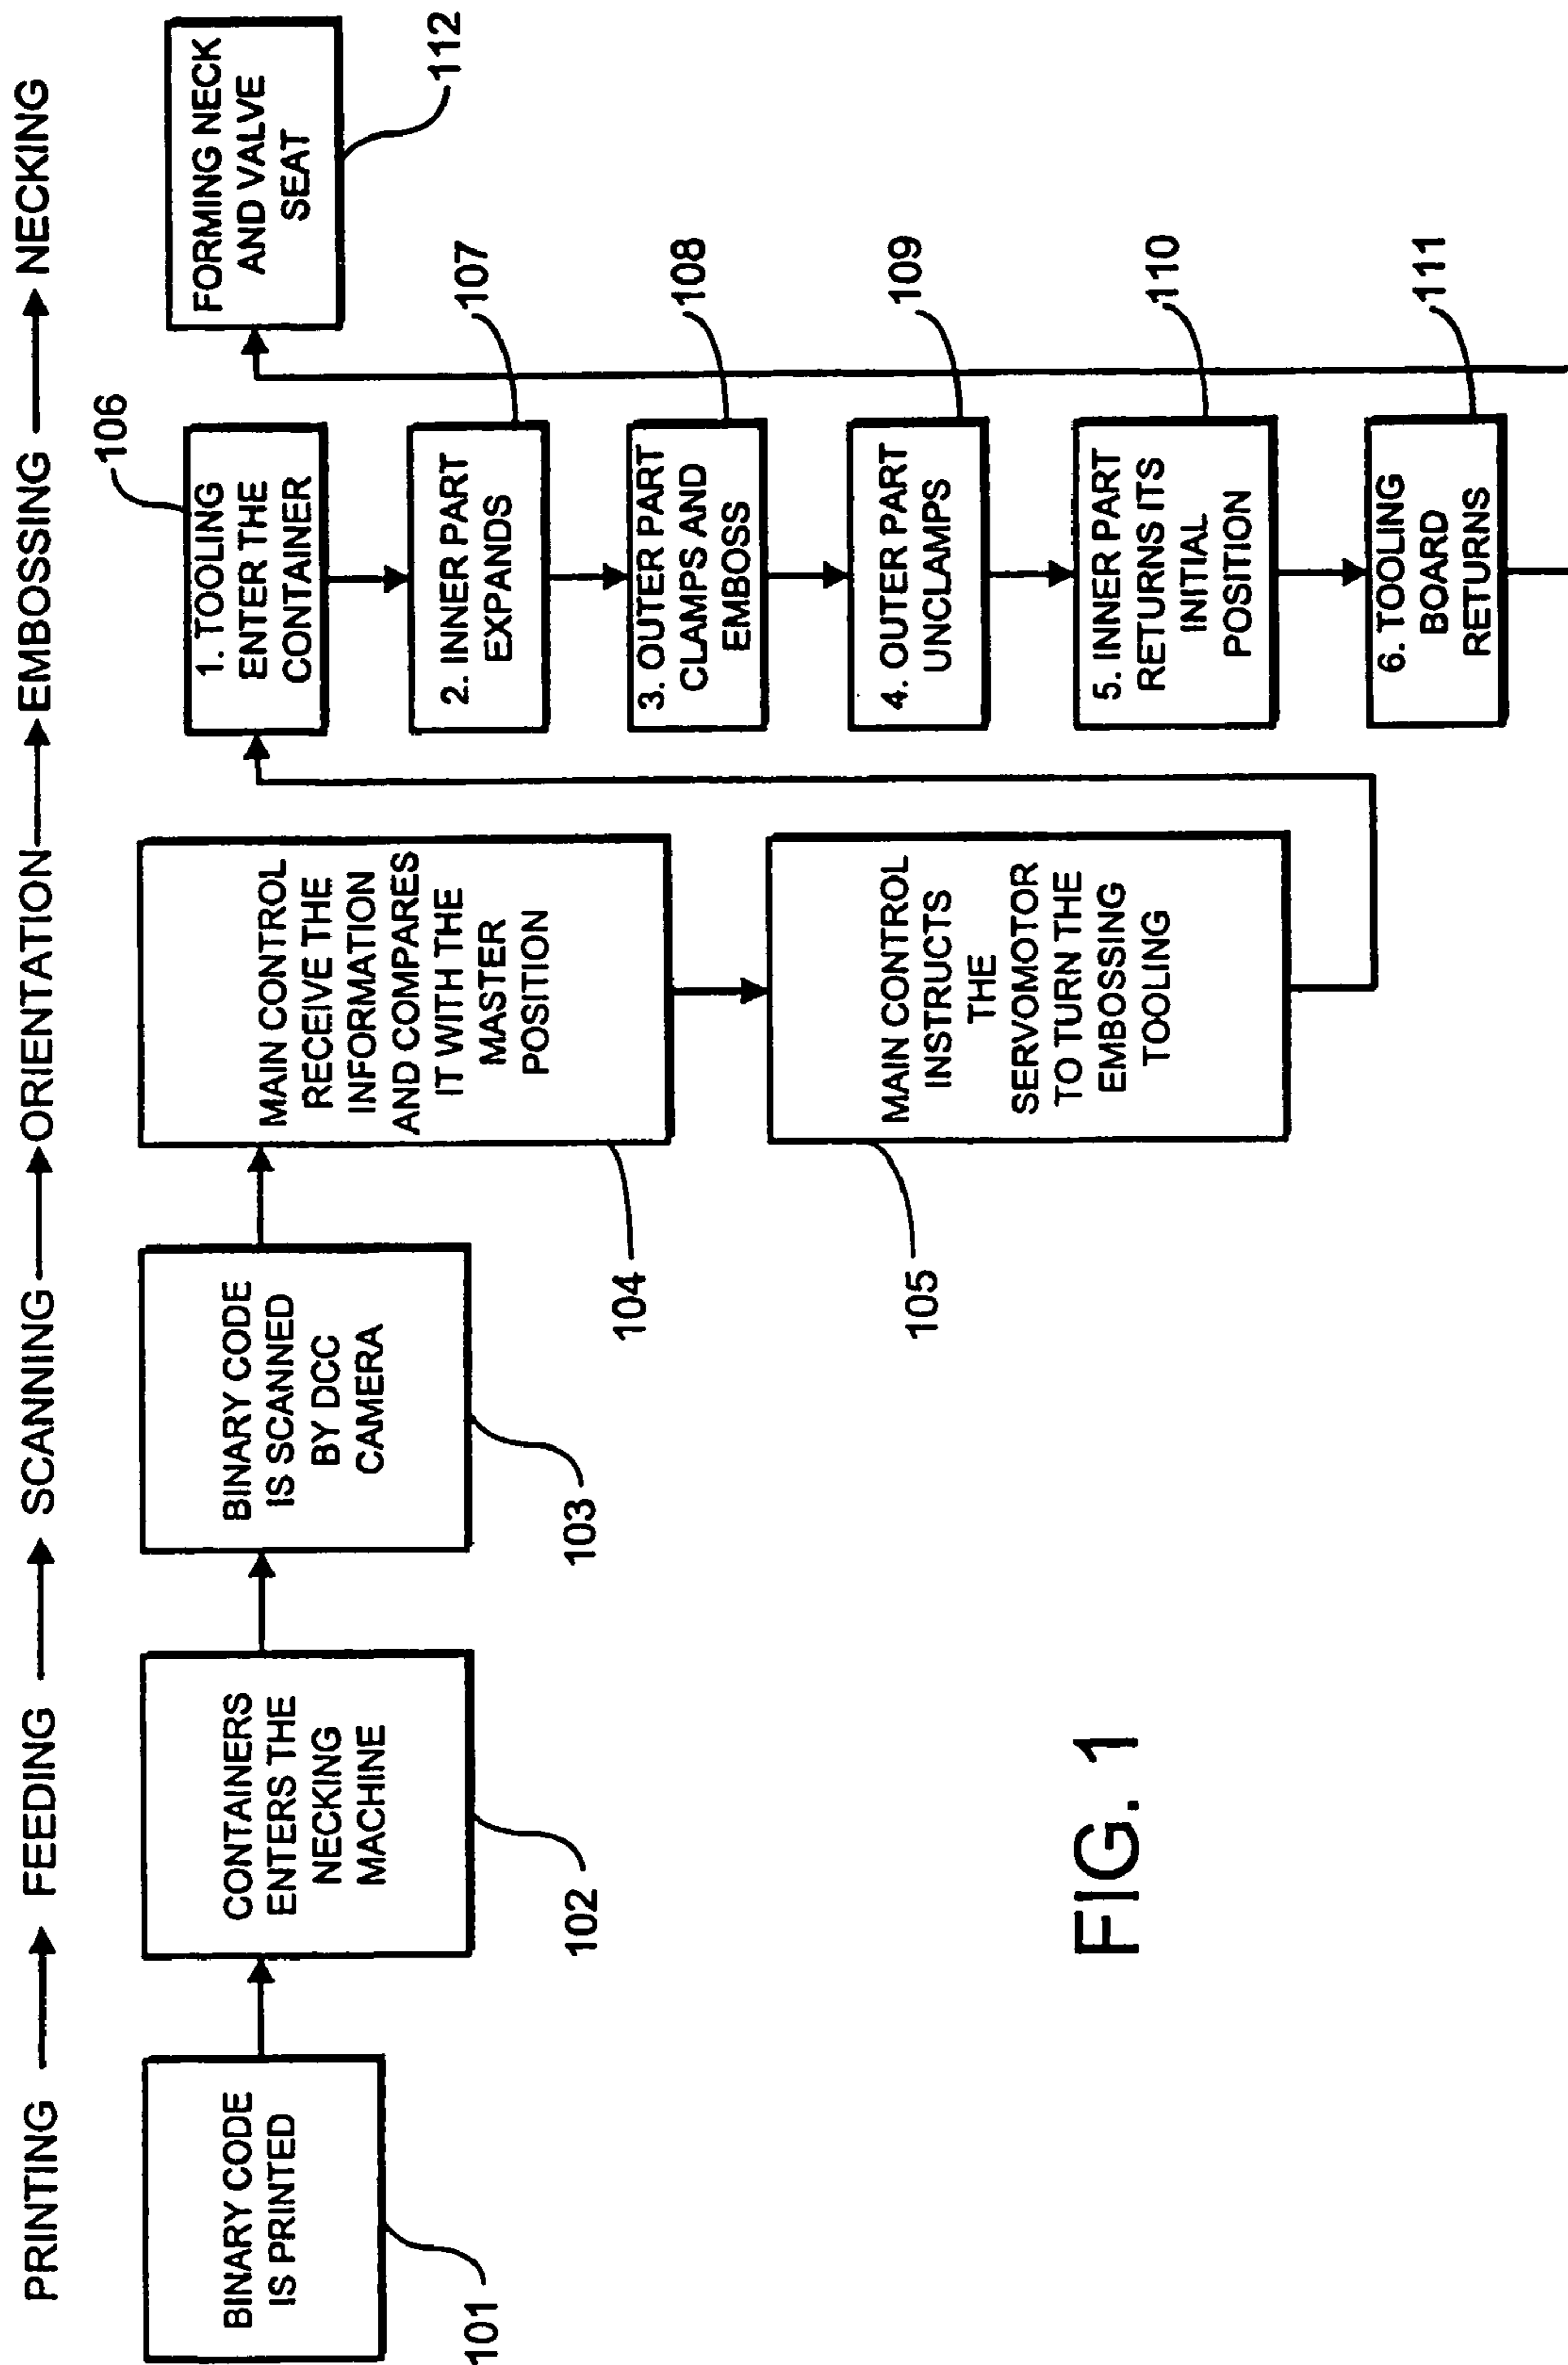 PRINTING FEEDING SCANNING ORIENTATION EMBOSSING NECKING
BINARY CODE
IS PRINTED
101
CONTAINERS
ENTERS THE
NECKING
MACHINE
102
BINARY CODE
IS SCANNED
BY DCC
CAMERA
103
MAIN CONTROL
RECEIVE THE
INFORMATION
AND COMPARES
IT WITH THE
MASTER
POSITION
104
MAIN CONTROL
INSTRUCTS
THE
SERVOMOTOR
TO TURN THE
EMBOSSING
TOOLING
105
106
1. TOOLING
ENTER THE
CONTAINER
2. INNER PART
EXPANDS
107
3. OUTER PART
CLAMPS AND
EMBOSS
108
4. OUTER PART
UNCLAMPS
109
5. INNER PART
RETURNS ITS
INITIAL
POSITION
110
6. TOOLING
BOARD
RETURNS
111
FORMING NECK
AND VALVE
SEAT
112
FIG. 1